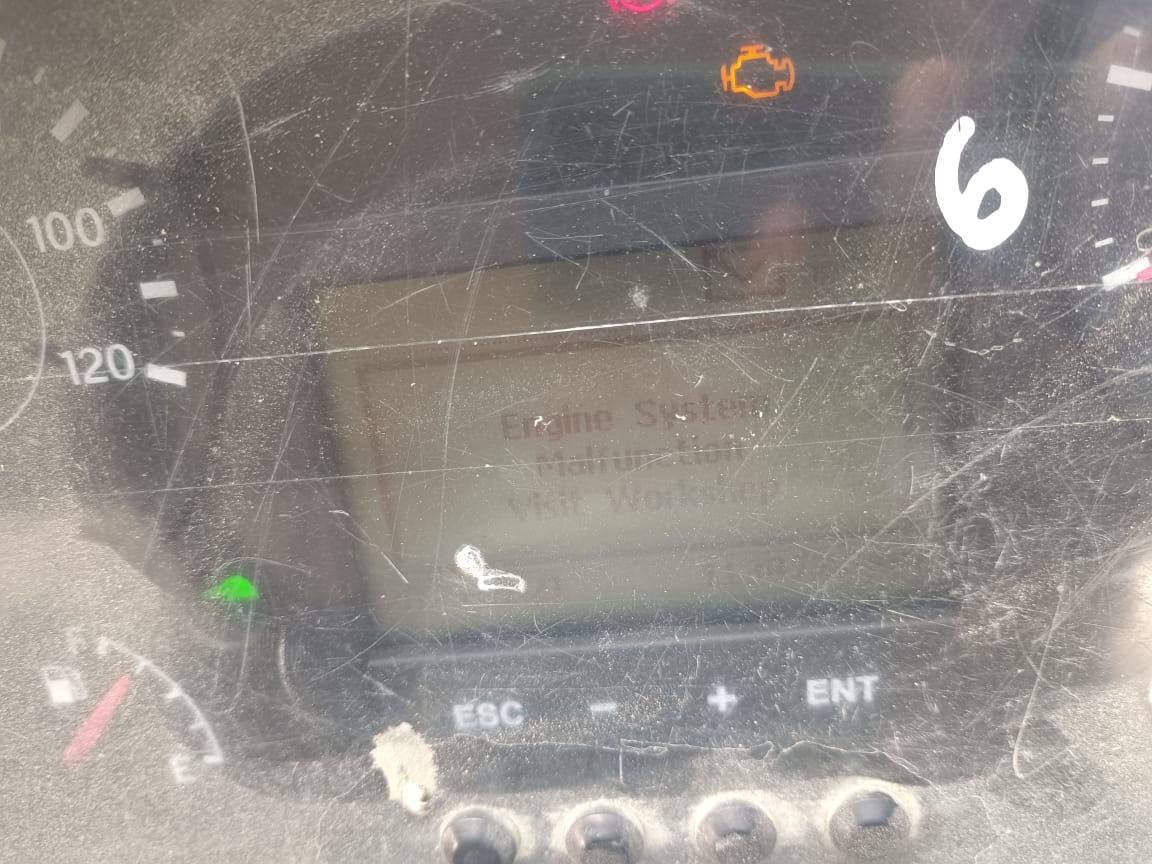 6
100
120
Engine System
Malfunction
Visit Workshop
F
E
ESC - + ENT